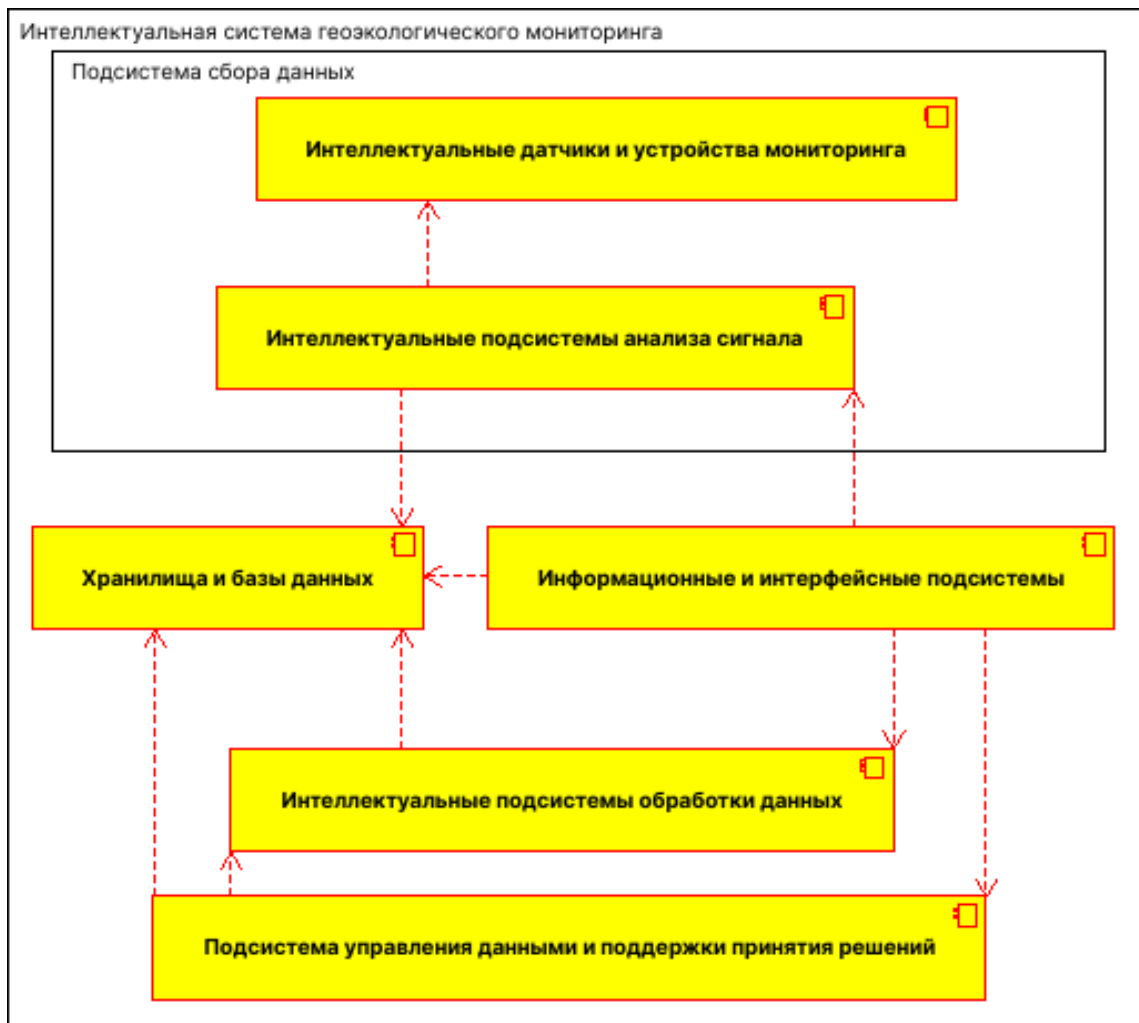 Интеллектуальная система геоэкологического мониторинга
Подсистема сбора данных
Интеллектуальные датчики и устройства мониторинга
Интеллектуальные подсистемы анализа сигнала
Хранилища и базы данных
Информационные и интерфейсные подсистемы
Интеллектуальные подсистемы обработки данных
Подсистема управления данными и поддержки принятия решений